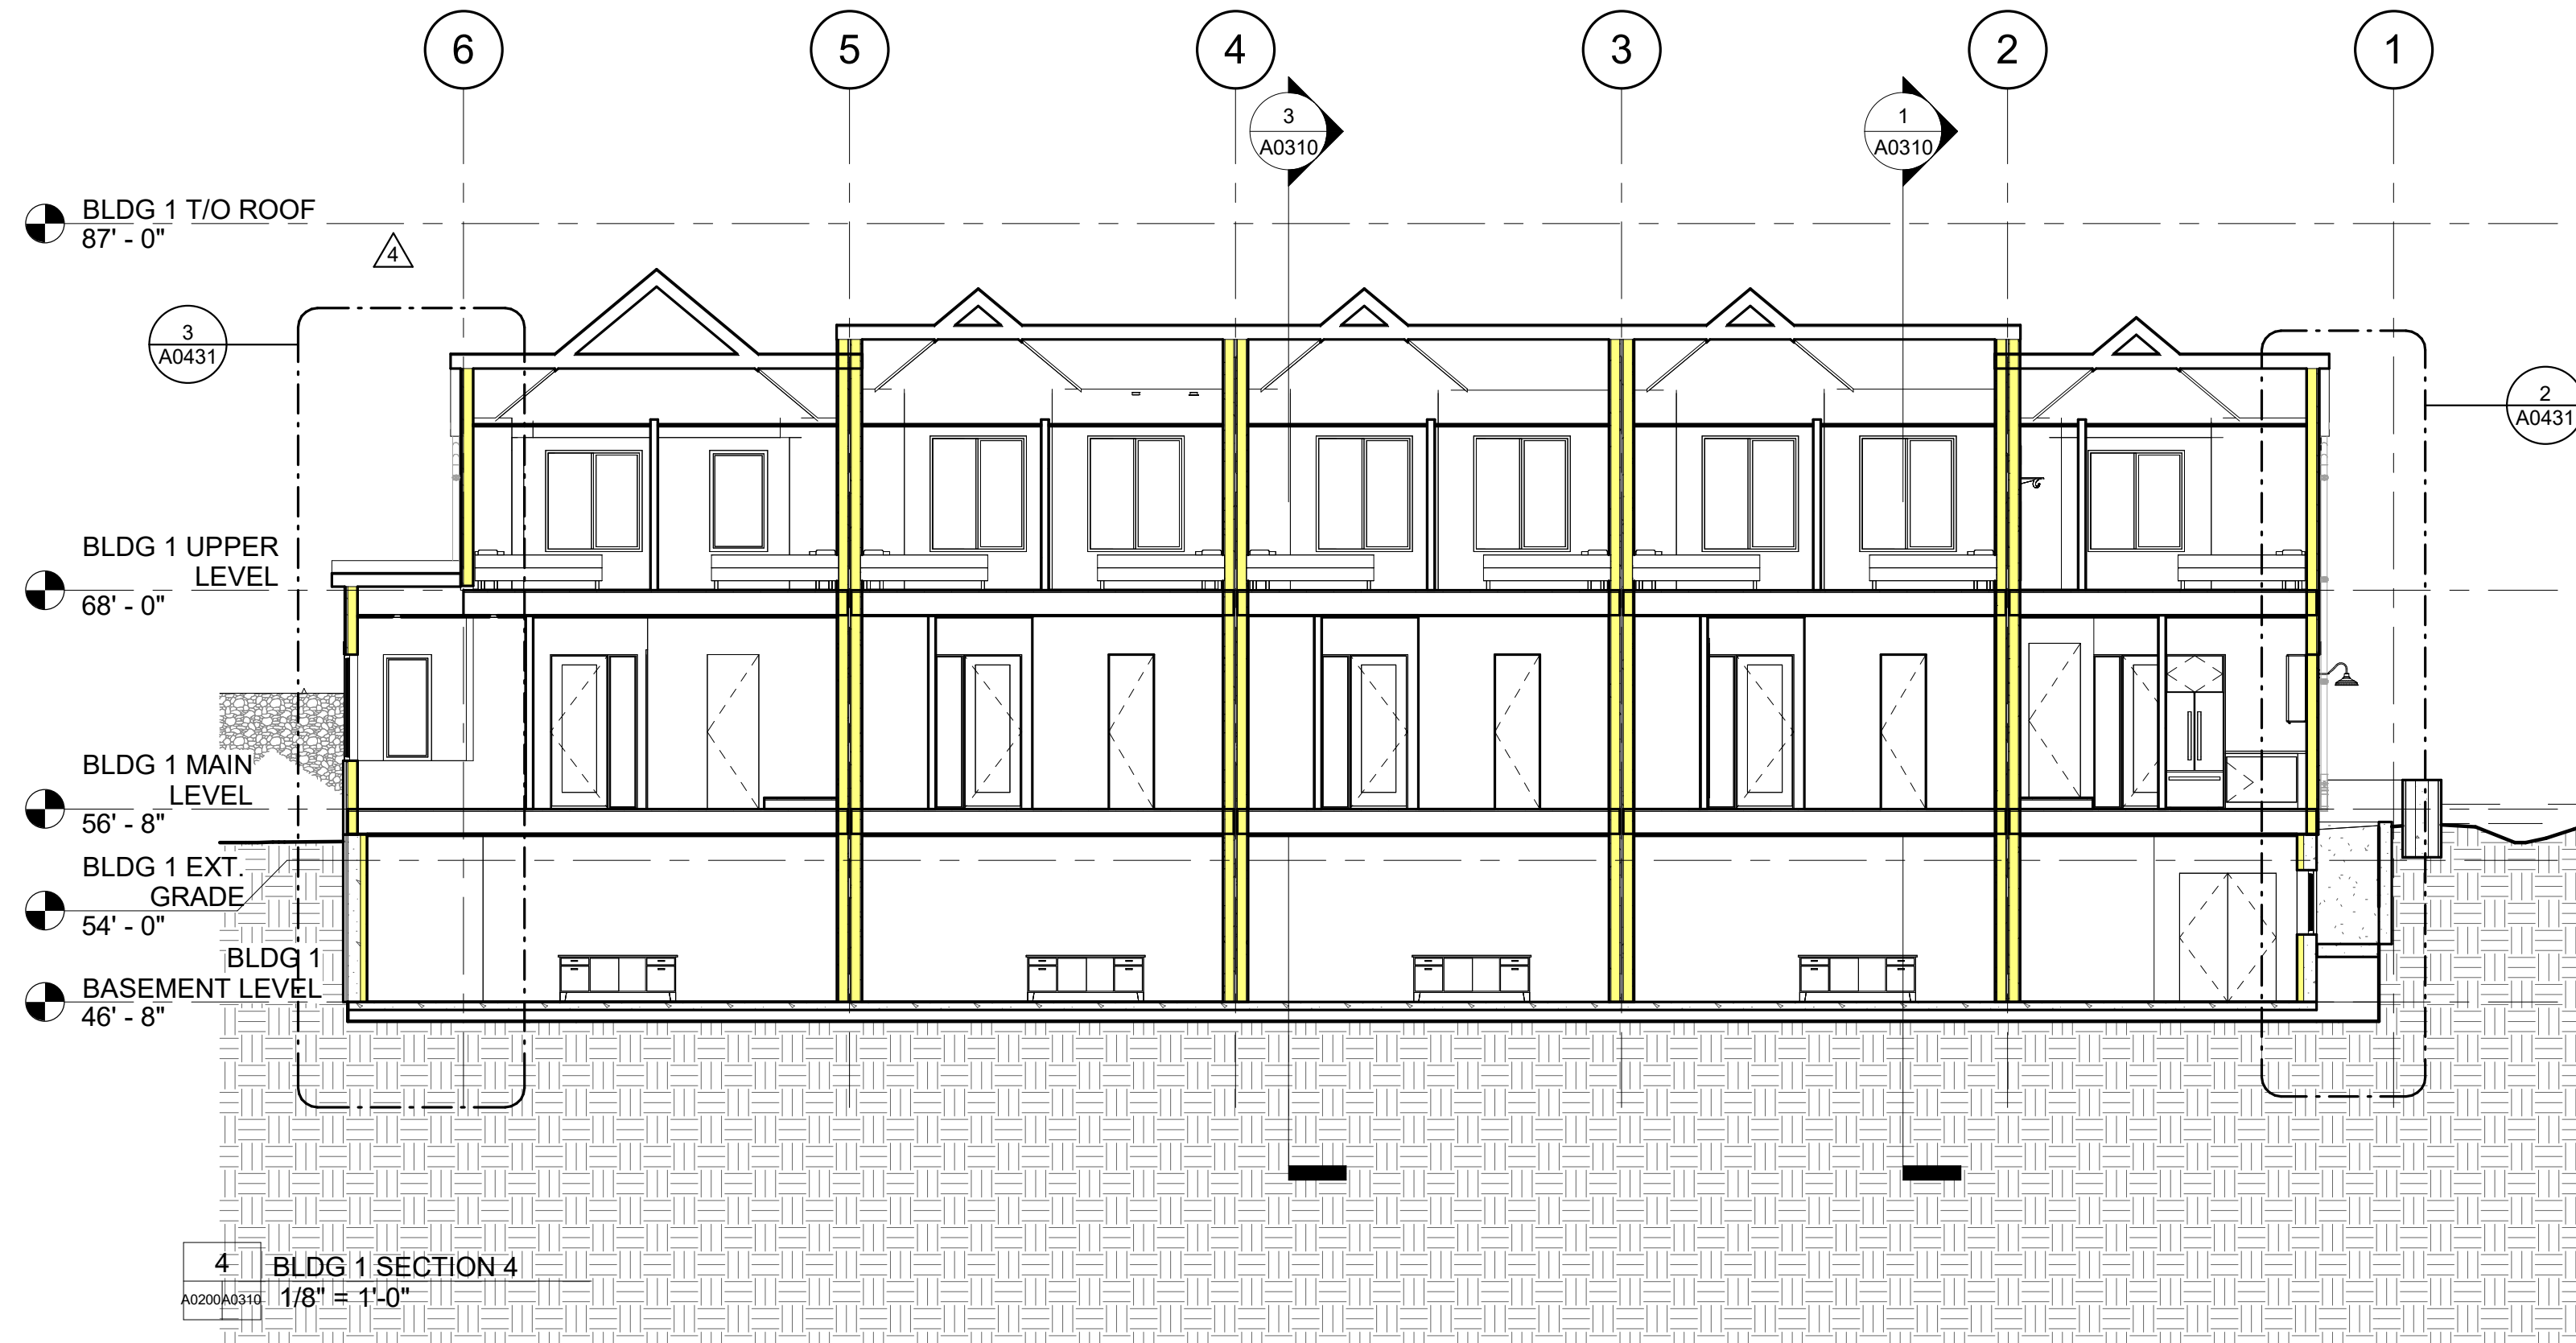 6
5
4
3
2
1
3
A0310
1
A0310
BLDG 1 T/O ROOF
87' - 0"
4
3
A0431
2
A0431
BLDG 1 UPPER
LEVEL
68' - 0"
BLDG 1 MAIN
LEVEL
56' - 8"
BLDG 1 EXT.
GRADE
54' - 0"
BLDG 1
BASEMENT LEVEL
46' - 8"
4
BLDG 1 SECTION 4
A0200
A0310
1/8" = 1'-0"